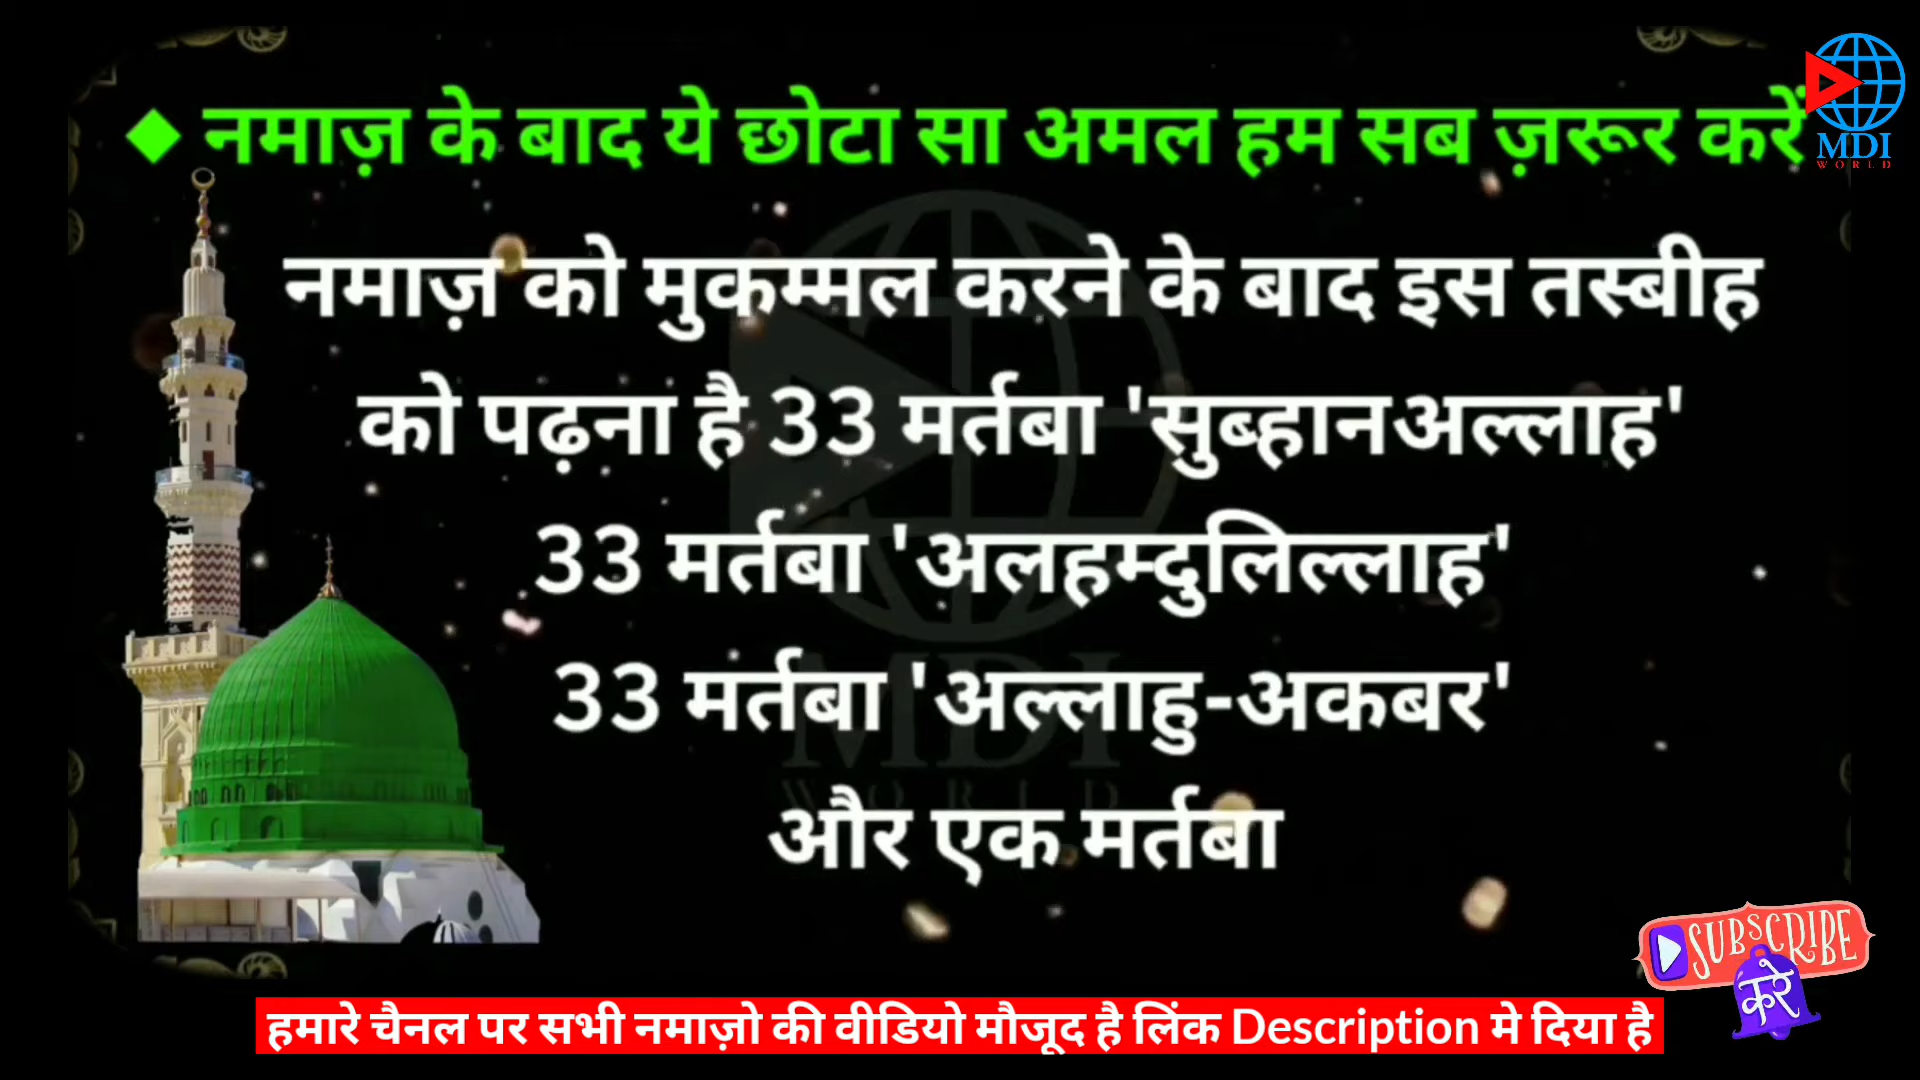 ◆ नमाज़ के बाद ये छोटा सा अमल हम सब ज़रूर करें
MDI
WORLD
नमाज़ को मुकम्मल करने के बाद इस तस्बीह
को पढ़ना है 33 मर्तबा 'सुब्हानअल्लाह'
33 मर्तबा 'अलहम्दुलिल्लाह'
33 मर्तबा 'अल्लाहु-अकबर'
MDI
WORLD
और एक मर्तबा
SUBSCRIBE
करे
हमारे चैनल पर सभी नमाज़ो की वीडियो मौजूद है लिंक Description मे दिया है